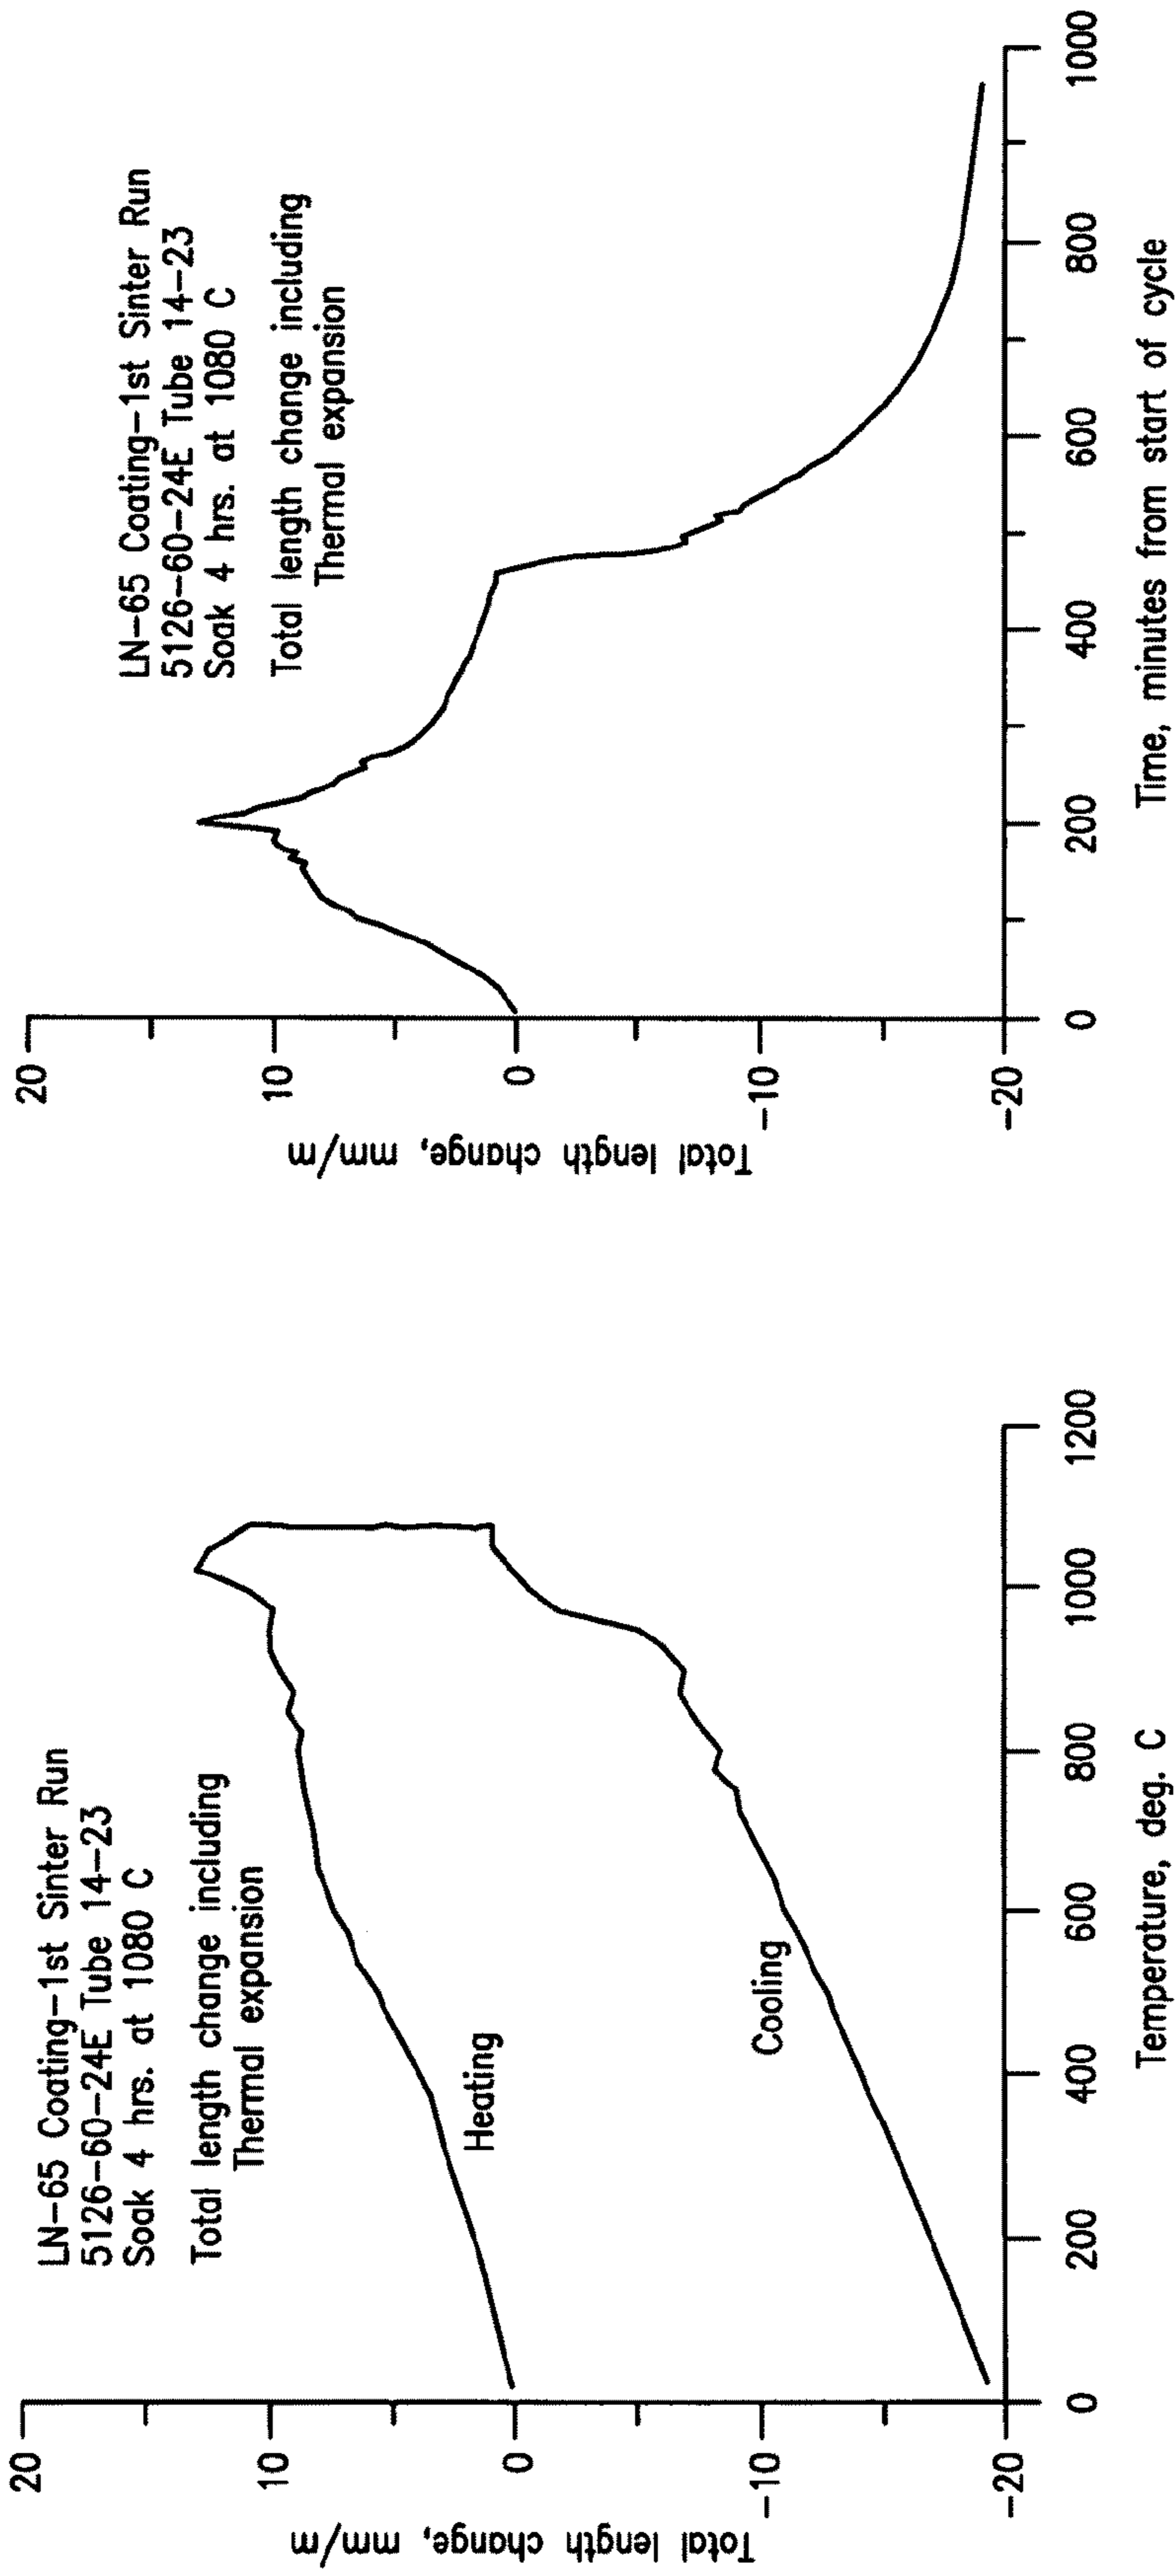 LN-65 Coating-1st Sinter Run
5126-60-24E Tube 14-23
Soak 4 hrs. at 1080 C
Total length change including
Thermal expansion
20
10
0
-10
-20
Total length change, mm/m
Heating
Cooling
0
200
400
600
800
1000
1200
Temperature, deg. C
LN-65 Coating-1st Sinter Run
5126-60-24E Tube 14-23
Soak 4 hrs. at 1080 C
Total length change including
Thermal expansion
20
10
0
-10
-20
Total length change, mm/m
0
200
400
600
800
1000
Time, minutes from start of cycle